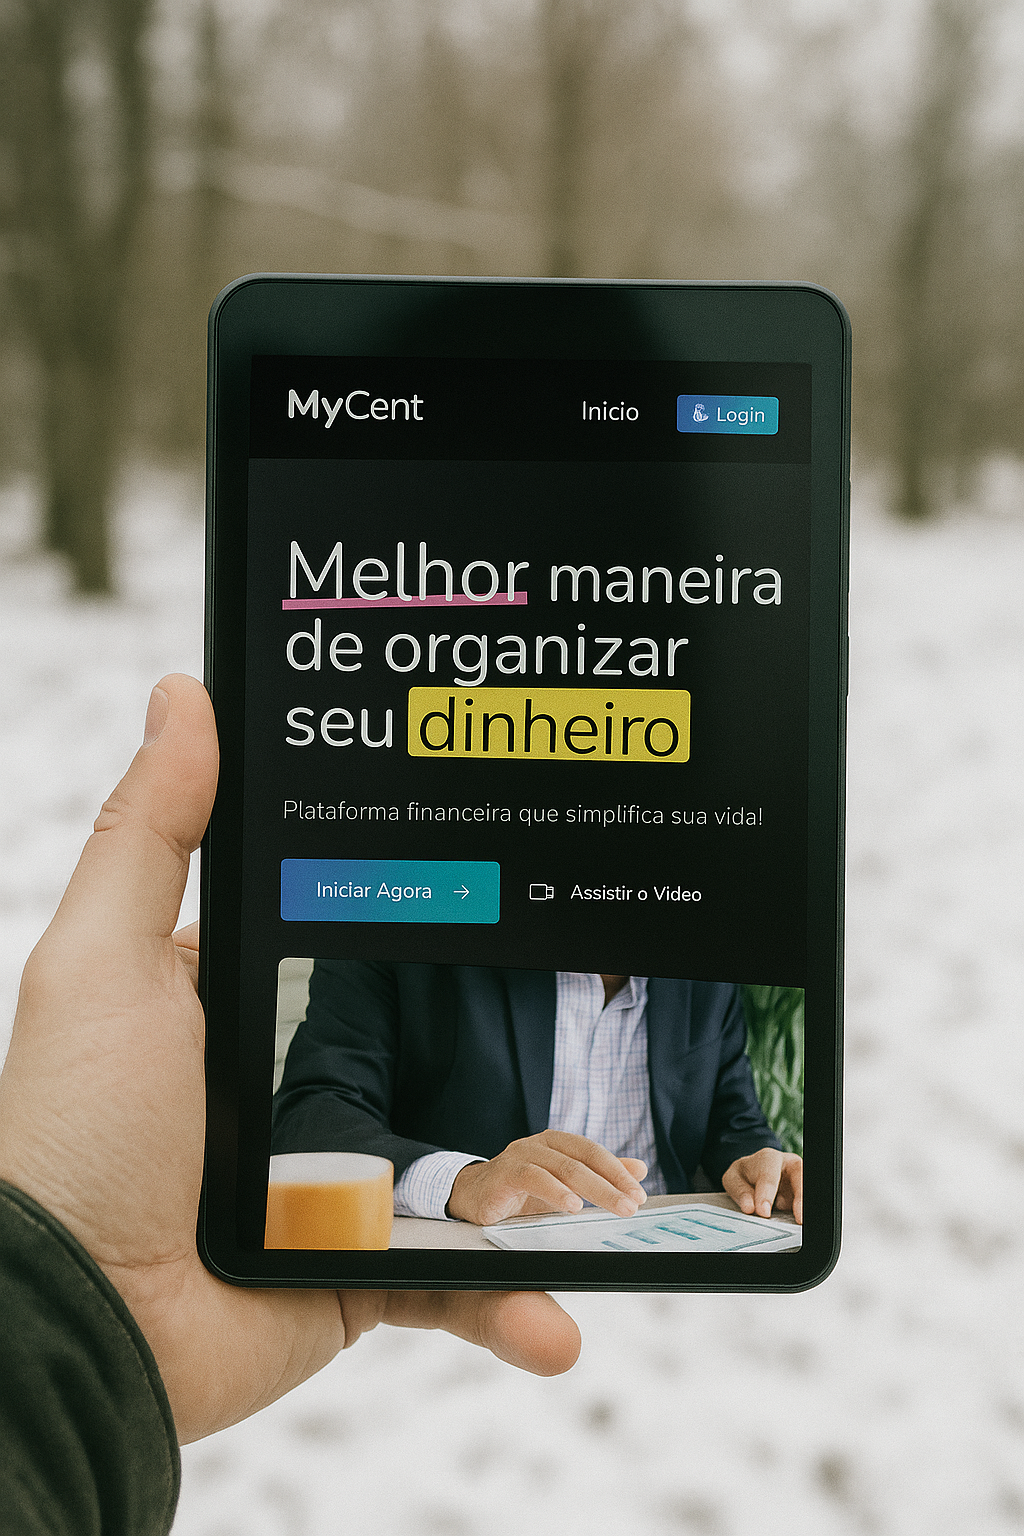 MyCent
Inicio
Login
Melhor maneira
de organizar
seu dinheiro
Plataforma financeira que simplifica sua vida!
Iniciar Agora →
Assistir o Video